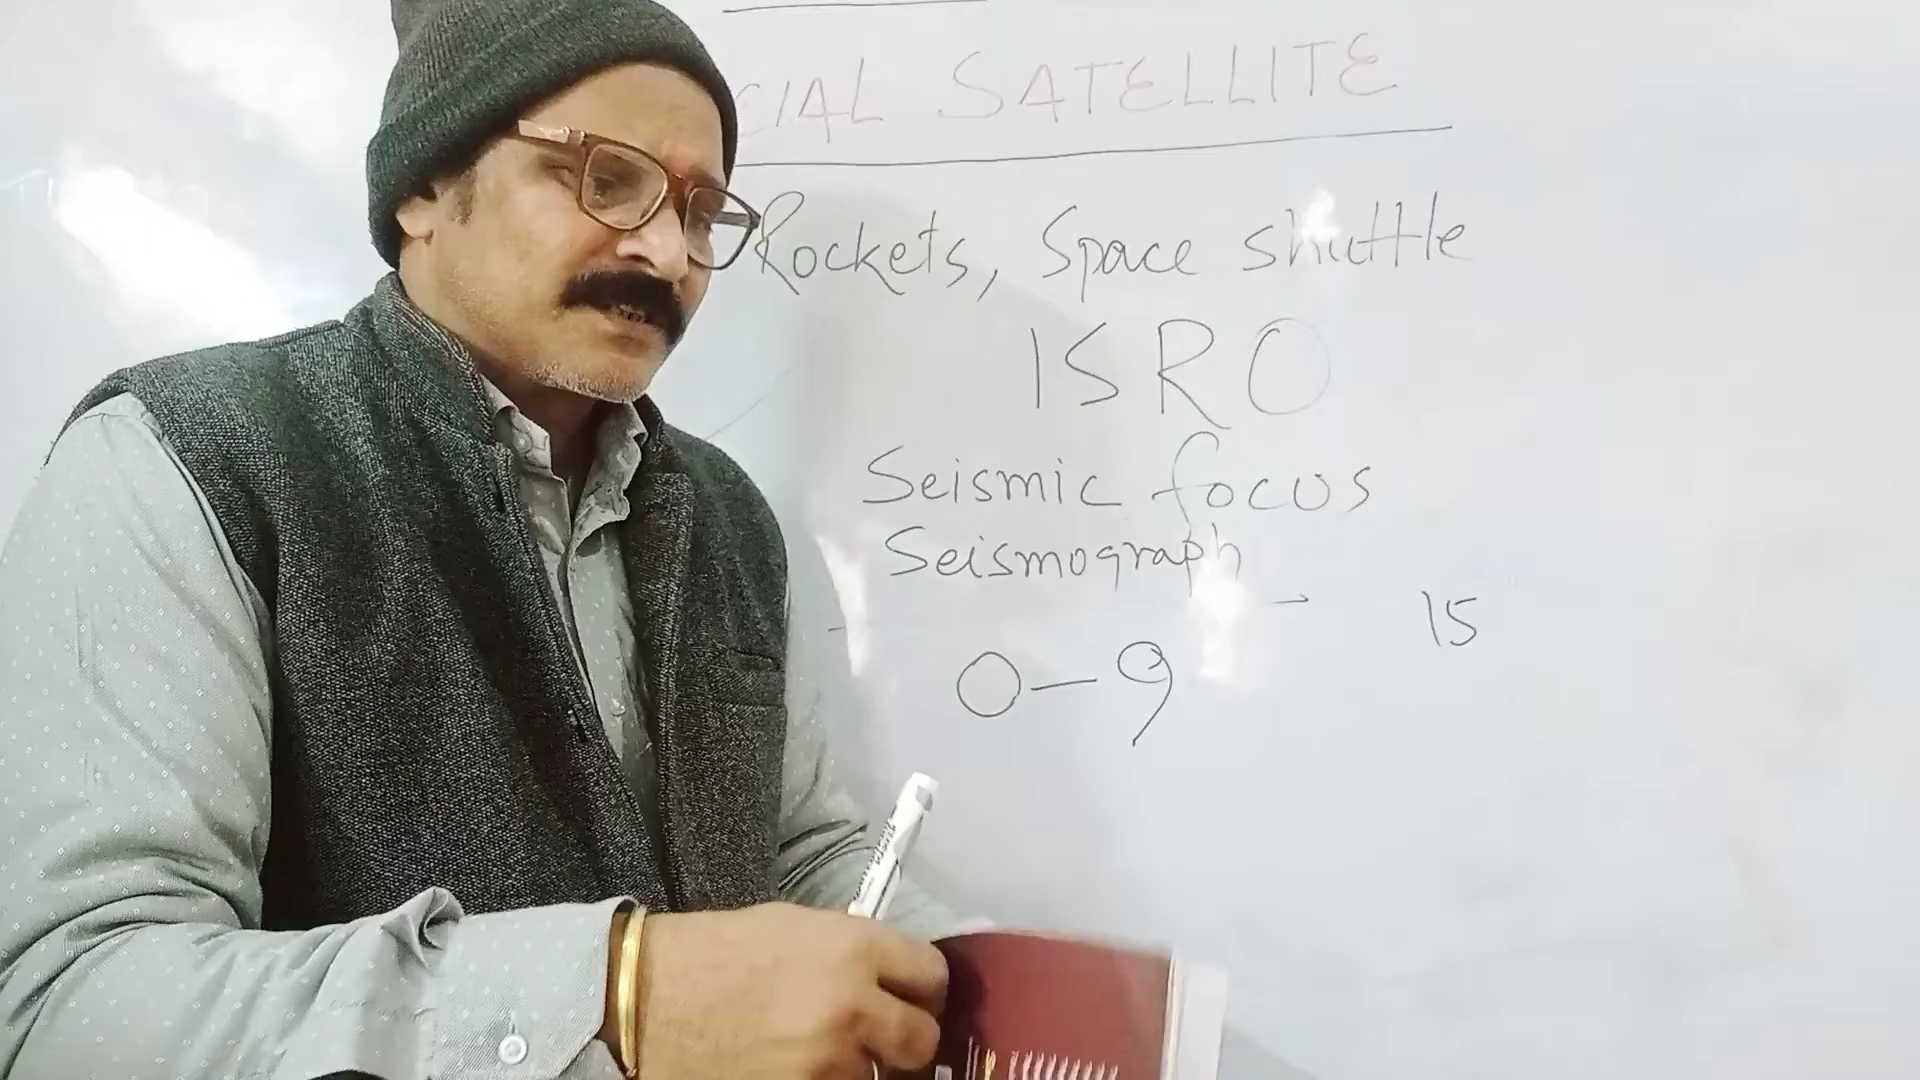 CIAL SATELLITE
Rockets, Space shuttle
ISRO
Seismic focus
Seismograph
15
0-9